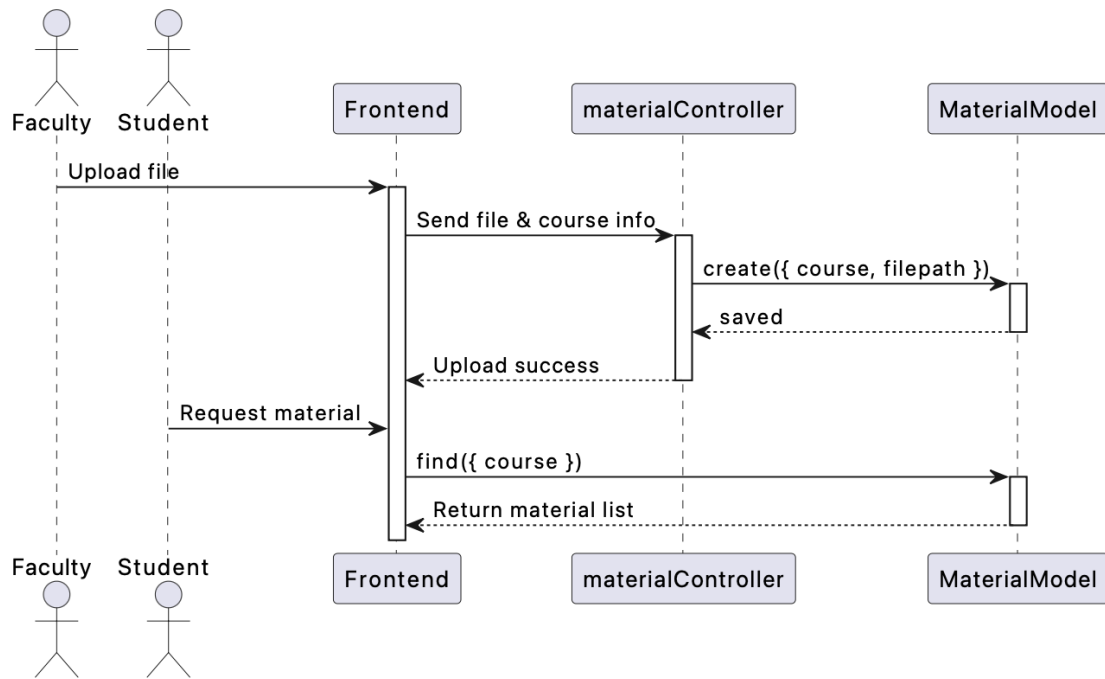 Faculty
Student
Frontend
materialController
MaterialModel
Upload file
Send file & course info
create({ course, filepath })
saved
Upload success
Request material
find({ course })
Return material list
Faculty
Student
Frontend
materialController
MaterialModel